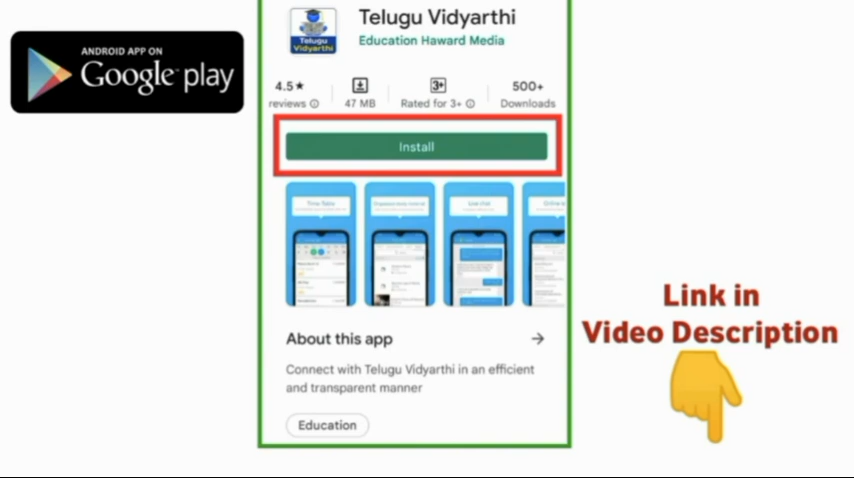 ANDROID APP ON
Google play
Telugu Vidyarthi
Education Haward Media
Telugu
Vidyarthi
4.5★
reviews
47 MB
3+
Rated for 3+
500+
Downloads
Install
Time Table
Live chat
About this app
Connect with Telugu Vidyarthi in an efficient
and transparent manner
Education
Link in
Video Description